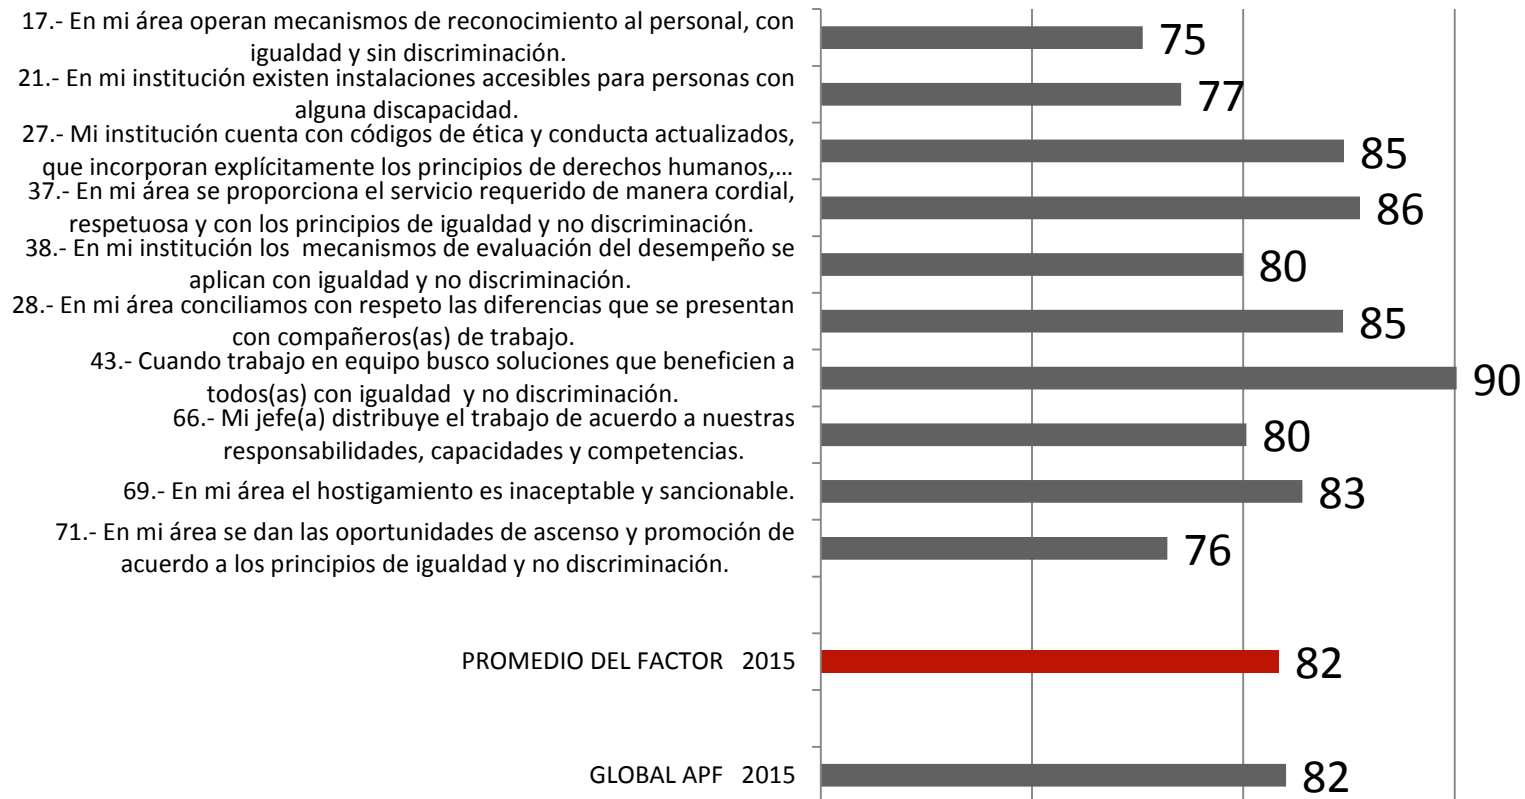 17.- En mi área operan mecanismos de reconocimiento al personal, con
igualdad y sin discriminación.
75
21.- En mi institución existen instalaciones accesibles para personas con
alguna discapacidad.
77
27.- Mi institución cuenta con códigos de ética y conducta actualizados,
que incorporan explícitamente los principios de derechos humanos,...
85
37.- En mi área se proporciona el servicio requerido de manera cordial,
respetuosa y con los principios de igualdad y no discriminación.
86
38.- En mi institución los  mecanismos de evaluación del desempeño se
aplican con igualdad y no discriminación.
80
28.- En mi área conciliamos con respeto las diferencias que se presentan
con compañeros(as) de trabajo.
85
43.- Cuando trabajo en equipo busco soluciones que beneficien a
todos(as) con igualdad  y no discriminación.
90
66.- Mi jefe(a) distribuye el trabajo de acuerdo a nuestras
responsabilidades, capacidades y competencias.
80
69.- En mi área el hostigamiento es inaceptable y sancionable.
83
71.- En mi área se dan las oportunidades de ascenso y promoción de
acuerdo a los principios de igualdad y no discriminación.
76
PROMEDIO DEL FACTOR   2015
82
GLOBAL APF   2015
82